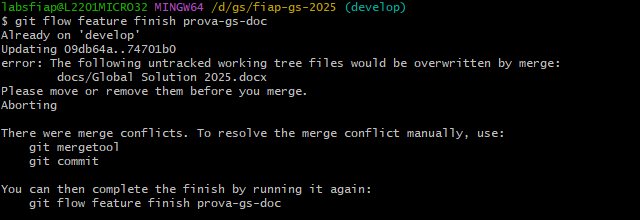 labsfiap@L2201MICRO32 MINGW64 /d/gs/fiap-gs-2025 (develop)
$ git flow feature finish prova-gs-doc
Already on 'develop'
Updating 09db64a..74701b0
error: The following untracked working tree files would be overwritten by merge:
        docs/Global Solution 2025.docx
Please move or remove them before you merge.
Aborting

There were merge conflicts. To resolve the merge conflict manually, use:
    git mergetool
    git commit

You can then complete the finish by running it again:
    git flow feature finish prova-gs-doc